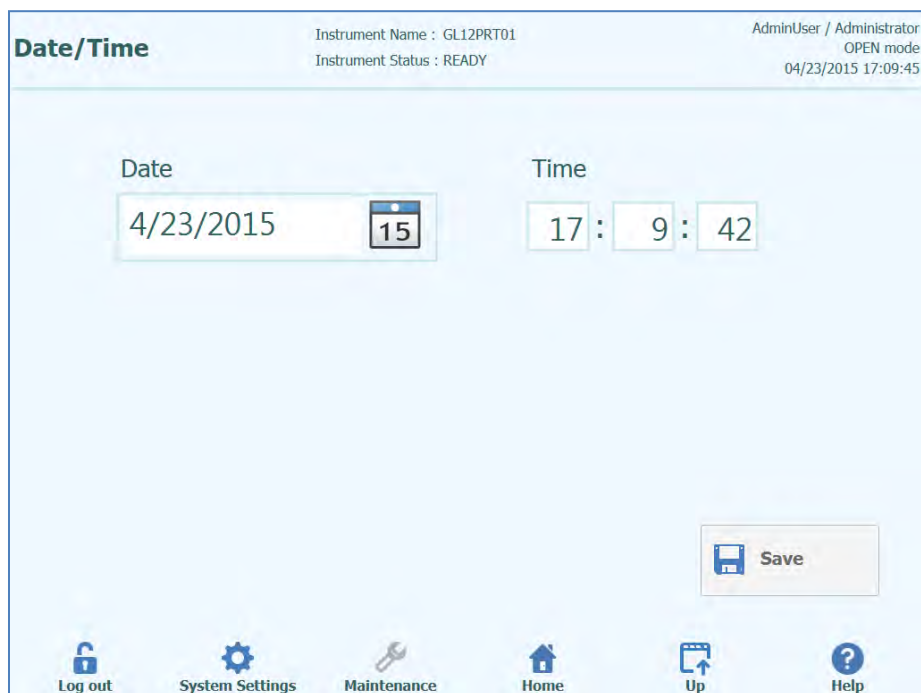 Date/Time
Instrument Name : GL12PRT01
Instrument Status : READY
AdminUser / Administrator
OPEN mode
04/23/2015 17:09:45
Date
Time
4/23/2015
15
17 : 9 : 42
Save
Log out
System Settings
Maintenance
Home
Up
Help